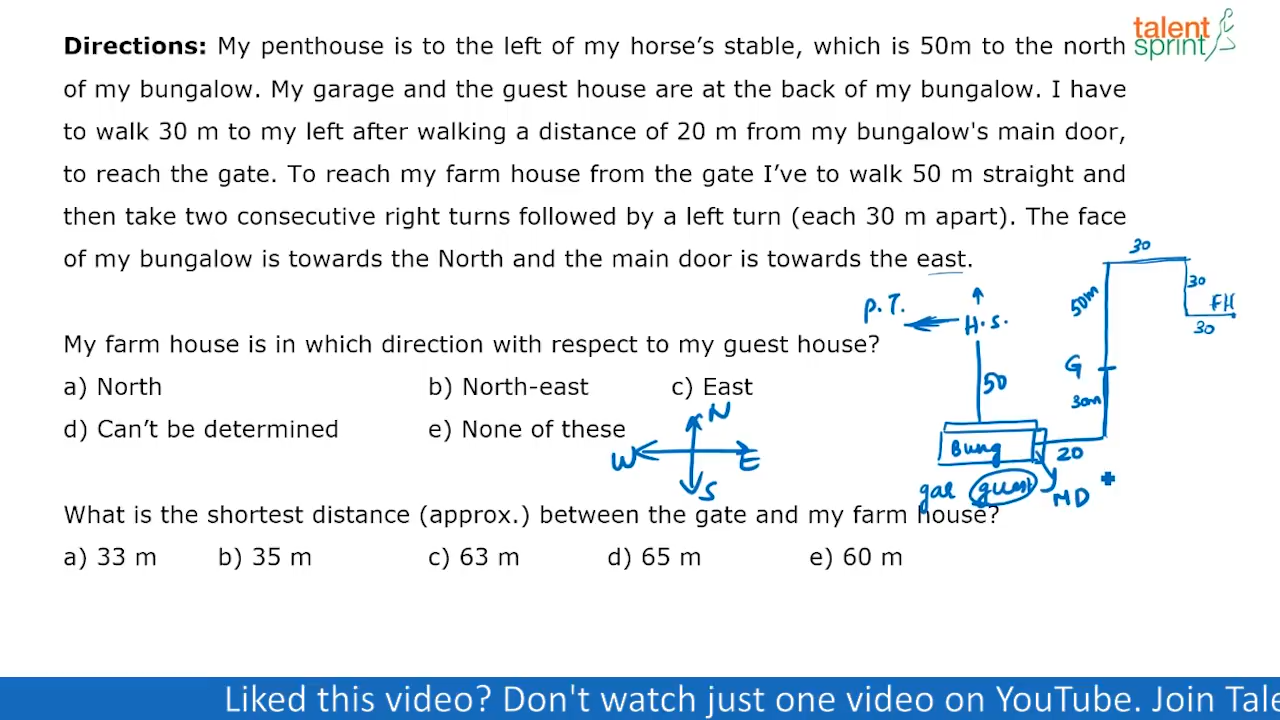 talent
sprint
Directions: My penthouse is to the left of my horse's stable, which is 50m to the north
of my bungalow. My garage and the guest house are at the back of my bungalow. I have
to walk 30 m to my left after walking a distance of 20 m from my bungalow's main door,
to reach the gate. To reach my farm house from the gate I've to walk 50 m straight and
then take two consecutive right turns followed by a left turn (each 30 m apart). The face
of my bungalow is towards the North and the main door is towards the east.
30
50m
30
FH
30
P.T.
H.S.
My farm house is in which direction with respect to my guest house?
G
a) North b) North-east c) East
50
30m
N
d) Can't be determined e) None of these
W
E
S
Bung
20
gar guest
MD
What is the shortest distance (approx.) between the gate and my farm house?
a) 33 m b) 35 m c) 63 m d) 65 m e) 60 m
Liked this video? Don't watch just one video on YouTube. Join Tale